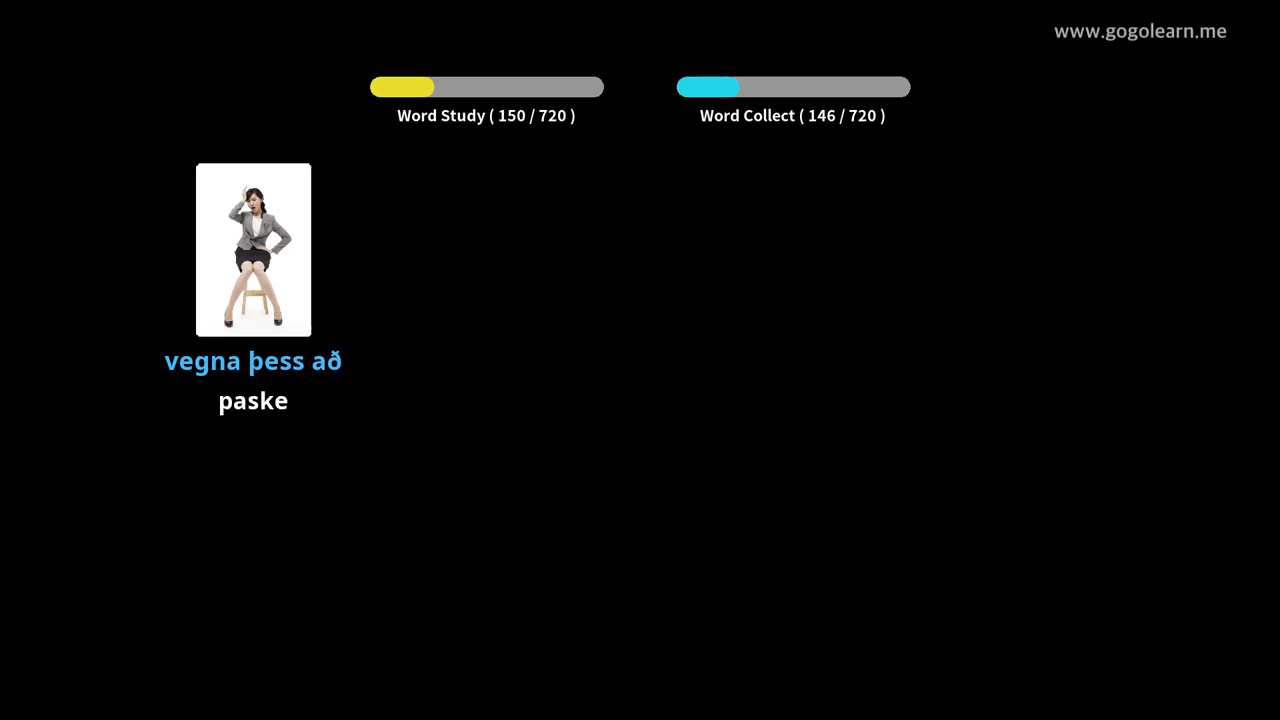 www.gogolearn.me
Word Study ( 150 / 720 )
Word Collect ( 146 / 720 )
vegna þess að
paske